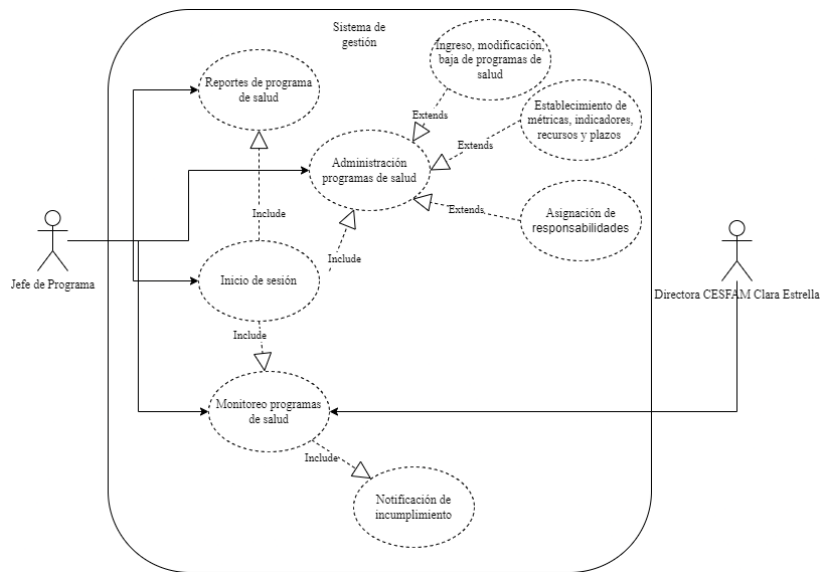 Sistema de
gestión
Ingreso, modificación,
baja de programas de
salud
Reportes de programa
de salud
Extends
Establecimiento de
métricas, indicadores,
recursos y plazos
Extends
Administración
programas de salud
Include
Extends
Asignación de
responsabilidades
Include
Jefe de Programa
Inicio de sesión
Directora CESFAM Clara Estrella
Include
Monitoreo programas
de salud
Include
Notificación de
incumplimiento